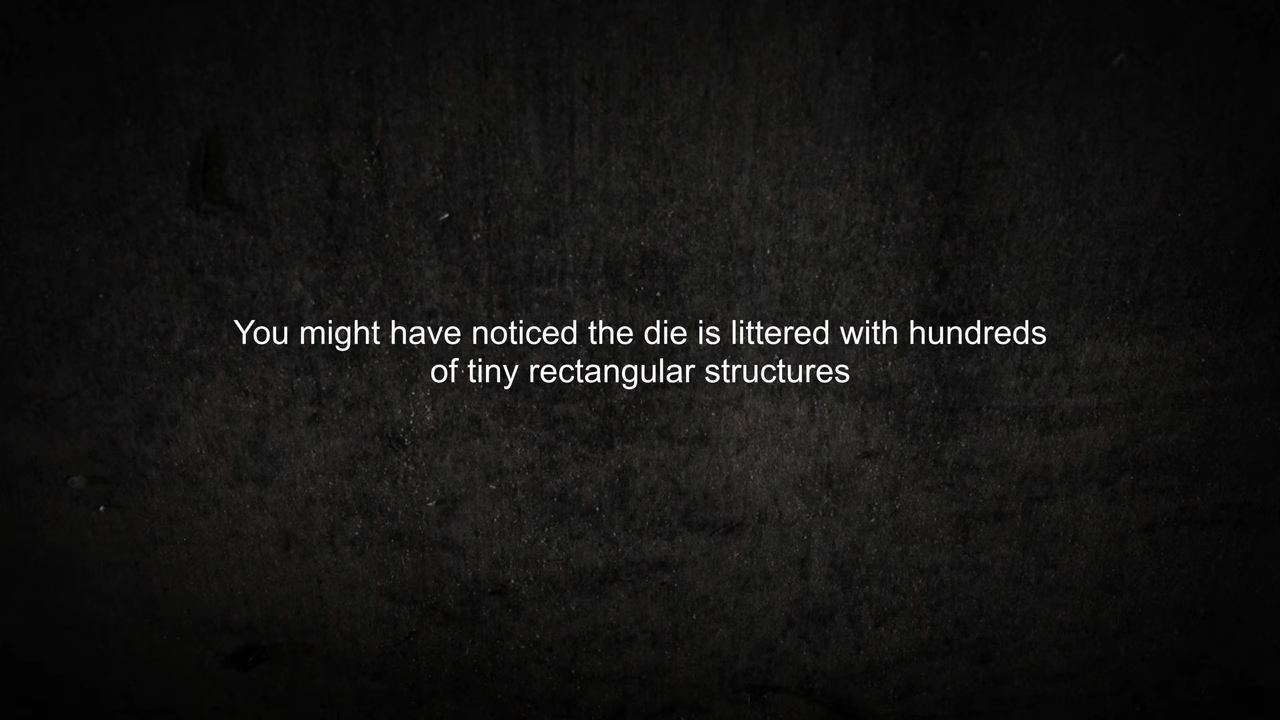 You might have noticed the die is littered with hundreds
of tiny rectangular structures